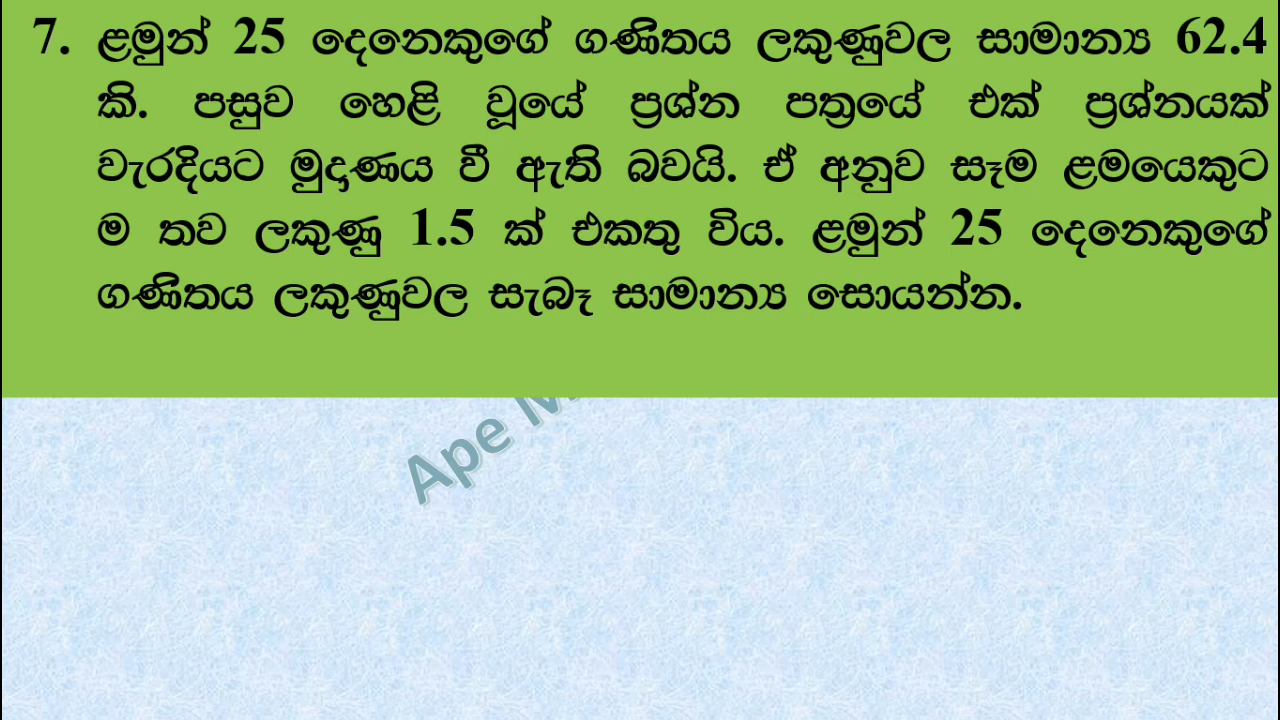 7. ළමුන් 25 දෙනෙකුගේ ගණිතය ලකුණුවල සාමාන්‍ය 62.4
කි. පසුව හෙළි වූයේ ප්‍රශ්න පත්‍රයේ එක් ප්‍රශ්නයක්
වැරදියට මුද්‍රණය වී ඇති බවයි. ඒ අනුව සෑම ළමයෙකුට
ම තව ලකුණු 1.5 ක් එකතු විය. ළමුන් 25 දෙනෙකුගේ
ගණිතය ලකුණුවල සැබෑ සාමාන්‍ය සොයන්න.
Ape